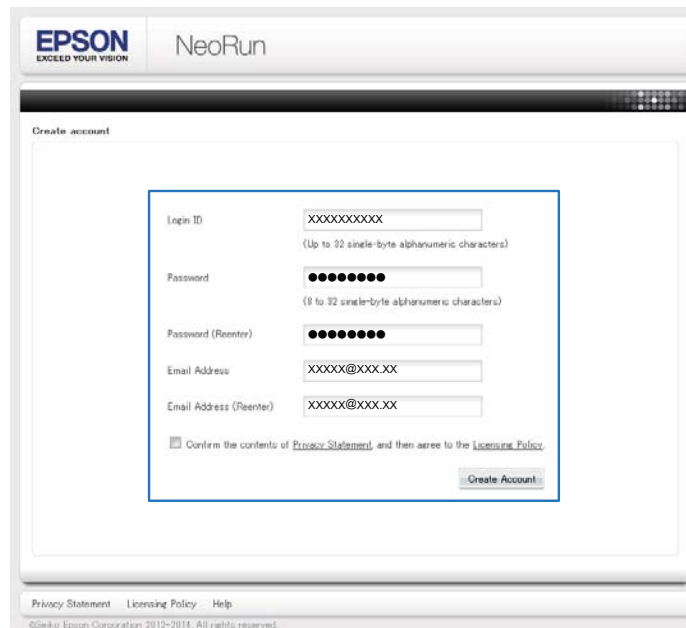 EPSON
EXCEED YOUR VISION
NeoRun
Create account
Login ID XXXXXXXXXX
(Up to 32 single-byte alphanumeric characters)
Password ●●●●●●●●
(8 to 32 single-byte alphanumeric characters)
Password (Reenter) ●●●●●●●●
Email Address XXXXX@XXX.XX
Email Address (Reenter) XXXXX@XXX.XX
Confirm the contents of Privacy Statement, and then agree to the Licensing Policy.
Create Account
Privacy Statement Licensing Policy Help
©Seiko Epson Corporation 2012-2014. All rights reserved.